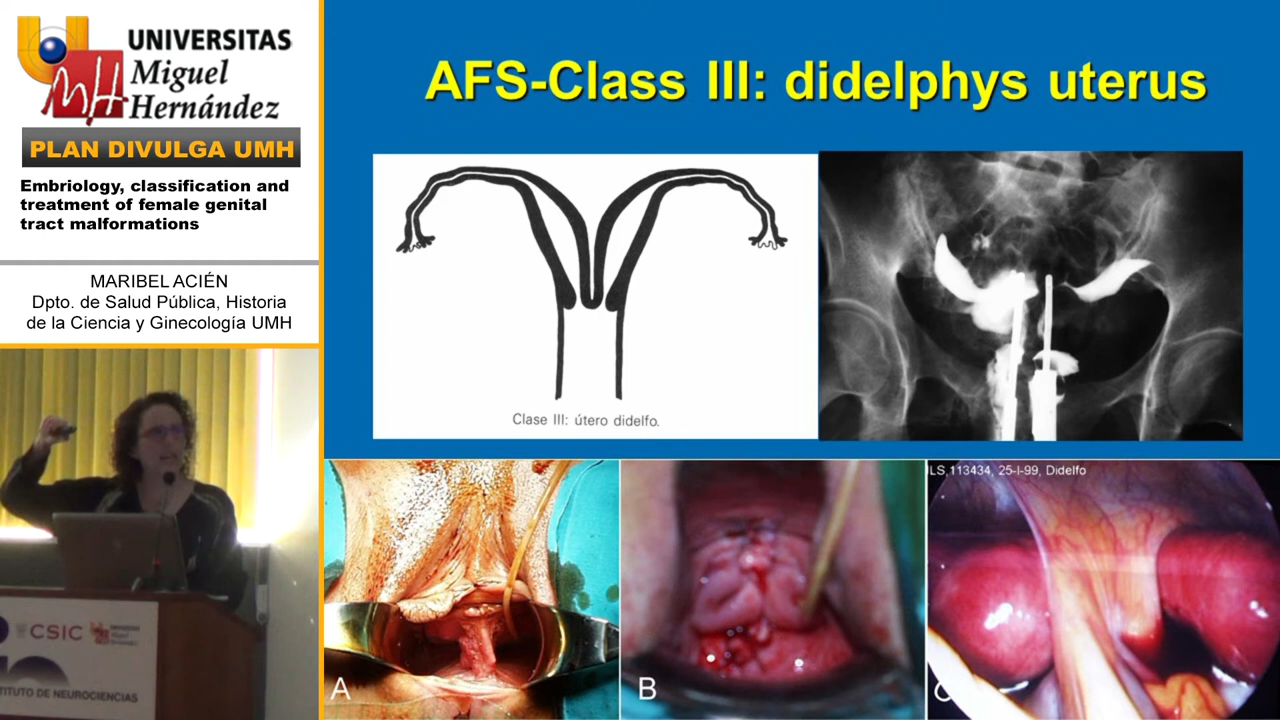 UNIVERSITAS
Miguel
Hernández
PLAN DIVULGA UMH
Embriology, classification and
treatment of female genital
tract malformations
MARIBEL ACIÉN
Dpto. de Salud Pública, Historia
de la Ciencia y Ginecología UMH
CSIC
TITUTO DE NEUROCIENCIAS
AFS-Class III: didelphys uterus
Clase III: útero didelfo.
A
B
C
ILS, 113434, 25-I-99, Didelfo